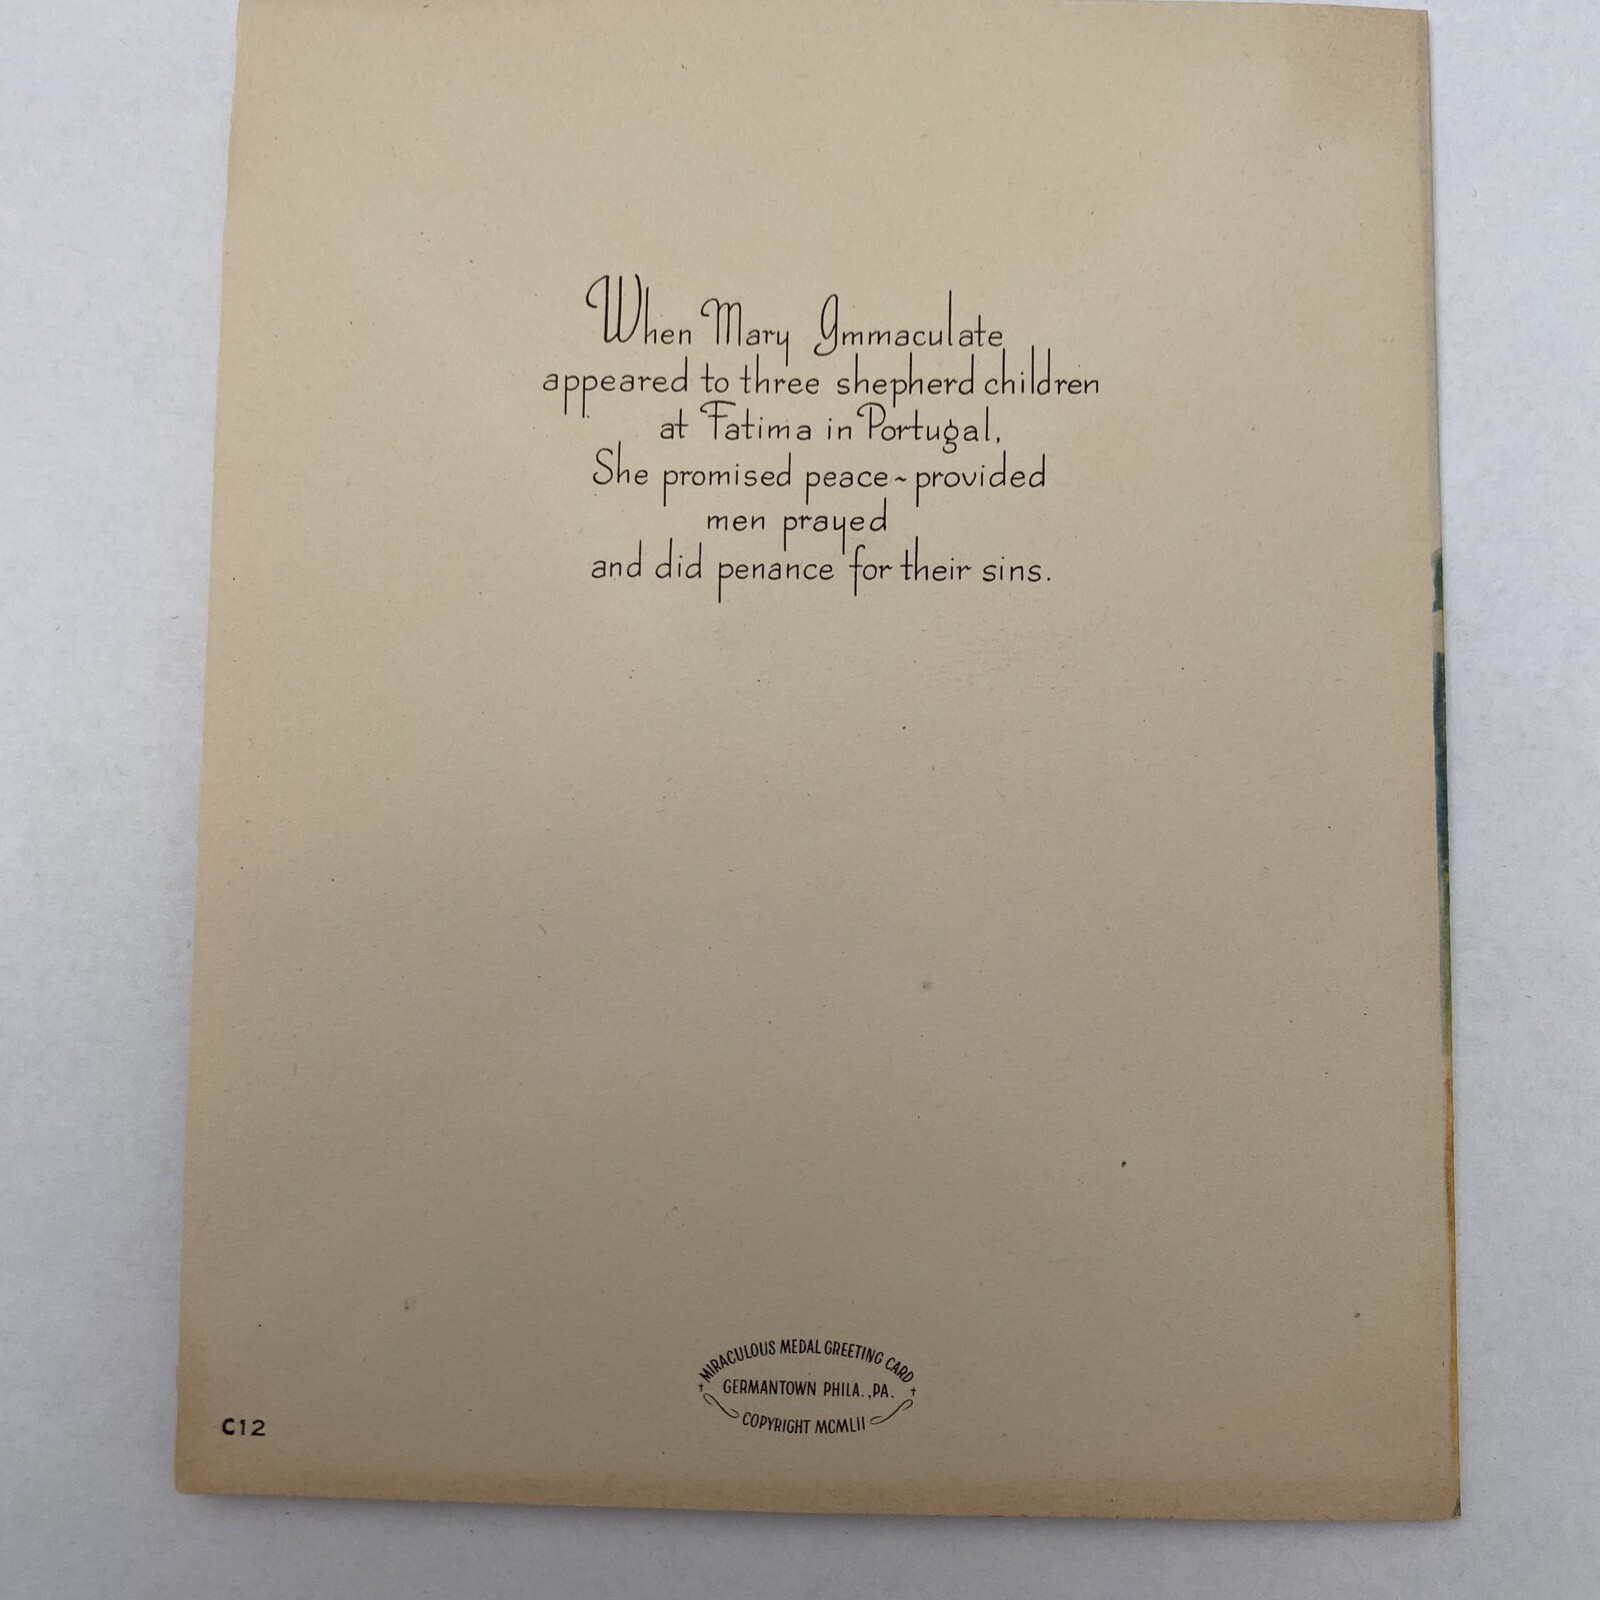 When Mary Immaculate
appeared to three shepherd children
at Fatima in Portugal,
She promised peace ~ provided
men prayed
and did penance for their sins.
MIRACULOUS MEDAL GREETING CARD
GERMANTOWN PHILA., PA.
COPYRIGHT MCMLII
C12